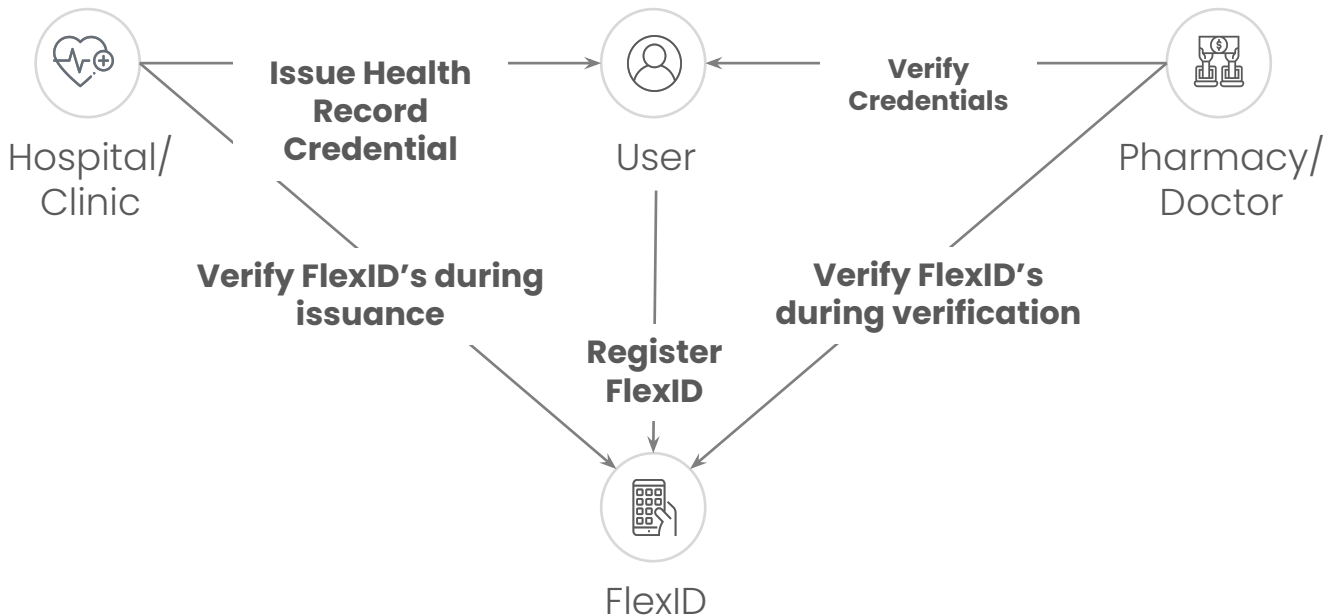 Issue Health
Record
Credential
Verify
Credentials
Hospital/
Clinic
User
Pharmacy/
Doctor
Verify FlexID’s during
issuance
Verify FlexID’s
during verification
Register
FlexID
FlexID